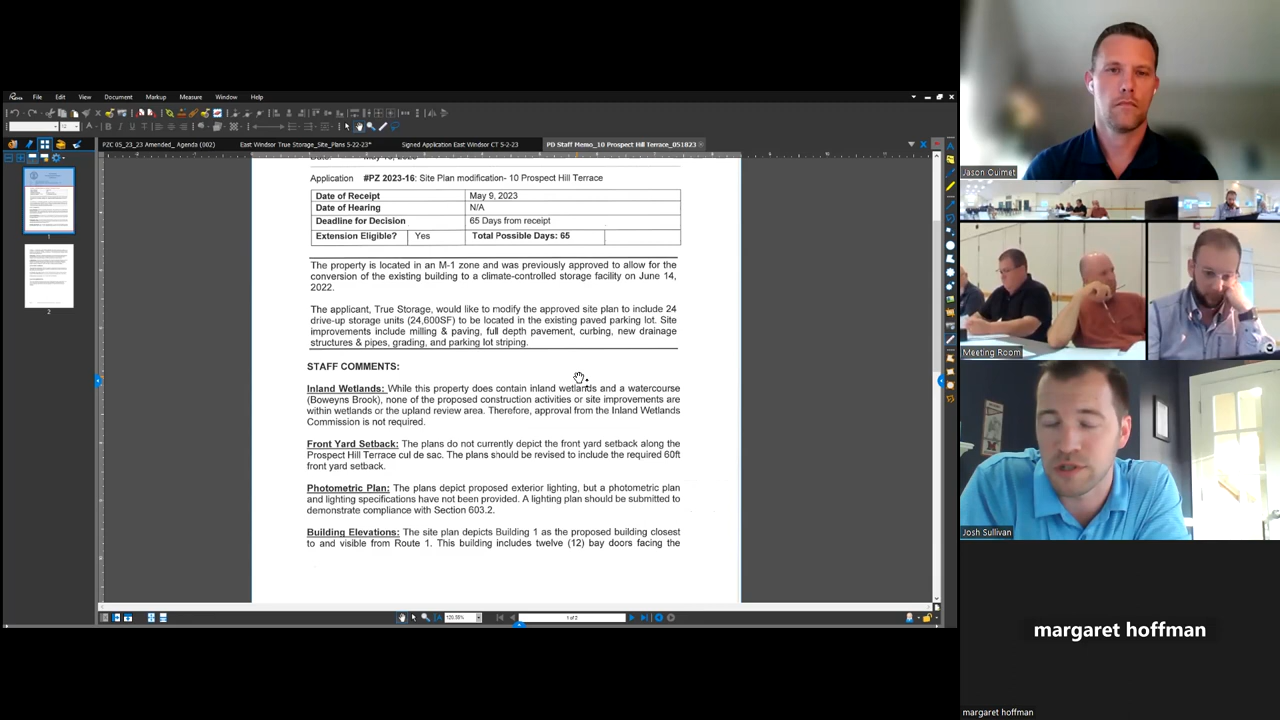 Revu File Edit View Document Markup Measure Window Help
PZC 05_23_23 Amended_ Agenda (002) East Windsor True Storage_Site_Plans 5-22-23* Signed Application East Windsor CT 5-2-23 PD Staff Memo_10 Prospect Hill Terrace_051823
Application #PZ 2023-16: Site Plan modification- 10 Prospect Hill Terrace
Date of Receipt May 9, 2023
Date of Hearing N/A
Deadline for Decision 65 Days from receipt
Extension Eligible? Yes Total Possible Days: 65
The property is located in an M-1 zone and was previously approved to allow for the
conversion of the existing building to a climate-controlled storage facility on June 14,
2022.
The applicant, True Storage, would like to modify the approved site plan to include 24
drive-up storage units (24,600SF) to be located in the existing paved parking lot. Site
improvements include milling & paving, full depth pavement, curbing, new drainage
structures & pipes, grading, and parking lot striping.
STAFF COMMENTS:
Inland Wetlands: While this property does contain inland wetlands and a watercourse
(Boweyns Brook), none of the proposed construction activities or site improvements are
within wetlands or the upland review area. Therefore, approval from the Inland Wetlands
Commission is not required.
Front Yard Setback: The plans do not currently depict the front yard setback along the
Prospect Hill Terrace cul de sac. The plans should be revised to include the required 60ft
front yard setback.
Photometric Plan: The plans depict proposed exterior lighting, but a photometric plan
and lighting specifications have not been provided. A lighting plan should be submitted to
demonstrate compliance with Section 603.2.
Building Elevations: The site plan depicts Building 1 as the proposed building closest
to and visible from Route 1. This building includes twelve (12) bay doors facing the
1
2
1 of 2
Jason Ouimet
Meeting Room
Josh Sullivan
margaret hoffman
margaret hoffman